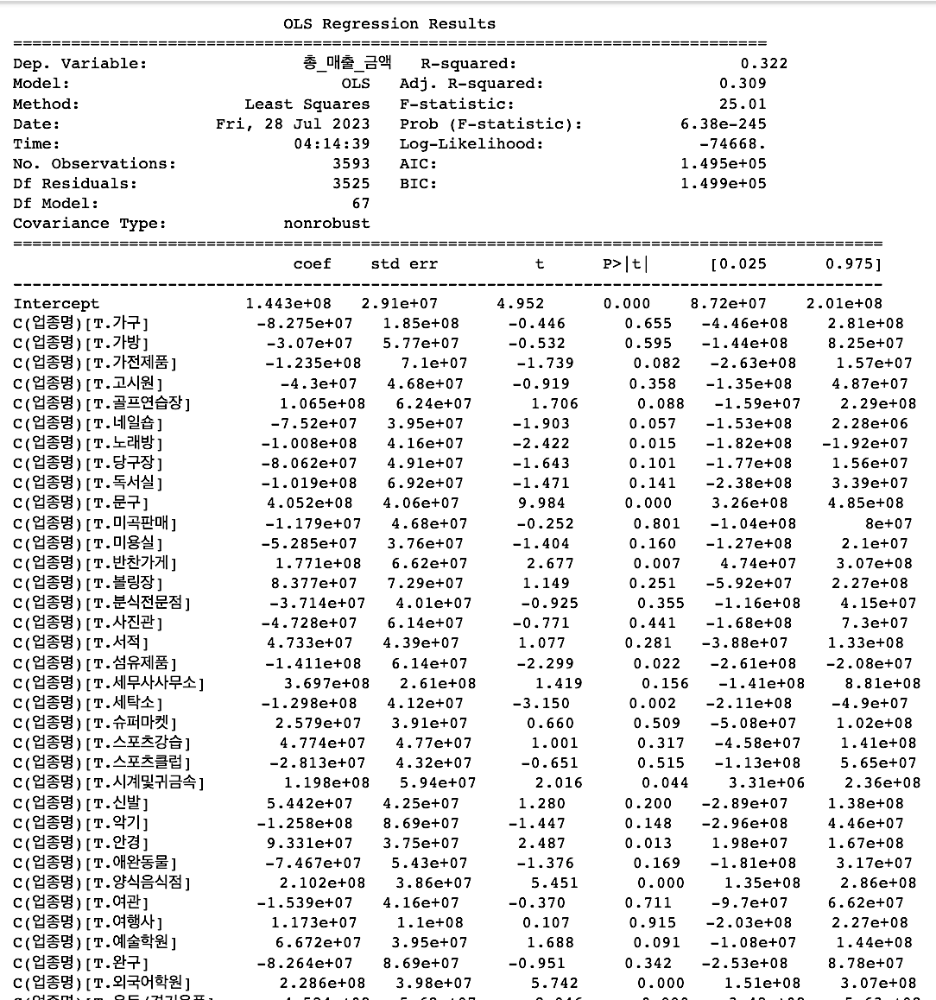 OLS Regression Results
==============================================================================
Dep. Variable: 총_매출_금액 R-squared: 0.322
Model: OLS Adj. R-squared: 0.309
Method: Least Squares F-statistic: 25.01
Date: Fri, 28 Jul 2023 Prob (F-statistic): 6.38e-245
Time: 04:14:39 Log-Likelihood: -74668.
No. Observations: 3593 AIC: 1.495e+05
Df Residuals: 3525 BIC: 1.499e+05
Df Model: 67
Covariance Type: nonrobust
==========================================================================================
coef std err t P>|t| [0.025 0.975]
------------------------------------------------------------------------------------------
Intercept 1.443e+08 2.91e+07 4.952 0.000 8.72e+07 2.01e+08
C(업종명)[T.가구] -8.275e+07 1.85e+08 -0.446 0.655 -4.46e+08 2.81e+08
C(업종명)[T.가방] -3.07e+07 5.77e+07 -0.532 0.595 -1.44e+08 8.25e+07
C(업종명)[T.가전제품] -1.235e+08 7.1e+07 -1.739 0.082 -2.63e+08 1.57e+07
C(업종명)[T.고시원] -4.3e+07 4.68e+07 -0.919 0.358 -1.35e+08 4.87e+07
C(업종명)[T.골프연습장] 1.065e+08 6.24e+07 1.706 0.088 -1.59e+07 2.29e+08
C(업종명)[T.네일숍] -7.52e+07 3.95e+07 -1.903 0.057 -1.53e+08 2.28e+06
C(업종명)[T.노래방] -1.008e+08 4.16e+07 -2.422 0.015 -1.82e+08 -1.92e+07
C(업종명)[T.당구장] -8.062e+07 4.91e+07 -1.643 0.101 -1.77e+08 1.56e+07
C(업종명)[T.독서실] -1.019e+08 6.92e+07 -1.471 0.141 -2.38e+08 3.39e+07
C(업종명)[T.문구] 4.052e+08 4.06e+07 9.984 0.000 3.26e+08 4.85e+08
C(업종명)[T.미곡판매] -1.179e+07 4.68e+07 -0.252 0.801 -1.04e+08 8e+07
C(업종명)[T.미용실] -5.285e+07 3.76e+07 -1.404 0.160 -1.27e+08 2.1e+07
C(업종명)[T.반찬가게] 1.771e+08 6.62e+07 2.677 0.007 4.74e+07 3.07e+08
C(업종명)[T.볼링장] 8.377e+07 7.29e+07 1.149 0.251 -5.92e+07 2.27e+08
C(업종명)[T.분식전문점] -3.714e+07 4.01e+07 -0.925 0.355 -1.16e+08 4.15e+07
C(업종명)[T.사진관] -4.728e+07 6.14e+07 -0.771 0.441 -1.68e+08 7.3e+07
C(업종명)[T.서적] 4.733e+07 4.39e+07 1.077 0.281 -3.88e+07 1.33e+08
C(업종명)[T.섬유제품] -1.411e+08 6.14e+07 -2.299 0.022 -2.61e+08 -2.08e+07
C(업종명)[T.세무사사무소] 3.697e+08 2.61e+08 1.419 0.156 -1.41e+08 8.81e+08
C(업종명)[T.세탁소] -1.298e+08 4.12e+07 -3.150 0.002 -2.11e+08 -4.9e+07
C(업종명)[T.슈퍼마켓] 2.579e+07 3.91e+07 0.660 0.509 -5.08e+07 1.02e+08
C(업종명)[T.스포츠강습] 4.774e+07 4.77e+07 1.001 0.317 -4.58e+07 1.41e+08
C(업종명)[T.스포츠클럽] -2.813e+07 4.32e+07 -0.651 0.515 -1.13e+08 5.65e+07
C(업종명)[T.시계및귀금속] 1.198e+08 5.94e+07 2.016 0.044 3.31e+06 2.36e+08
C(업종명)[T.신발] 5.442e+07 4.25e+07 1.280 0.200 -2.89e+07 1.38e+08
C(업종명)[T.악기] -1.258e+08 8.69e+07 -1.447 0.148 -2.96e+08 4.46e+07
C(업종명)[T.안경] 9.331e+07 3.75e+07 2.487 0.013 1.98e+07 1.67e+08
C(업종명)[T.애완동물] -7.467e+07 5.43e+07 -1.376 0.169 -1.81e+08 3.17e+07
C(업종명)[T.양식음식점] 2.102e+08 3.86e+07 5.451 0.000 1.35e+08 2.86e+08
C(업종명)[T.여관] -1.539e+07 4.16e+07 -0.370 0.711 -9.7e+07 6.62e+07
C(업종명)[T.여행사] 1.173e+07 1.1e+08 0.107 0.915 -2.03e+08 2.27e+08
C(업종명)[T.예술학원] 6.672e+07 3.95e+07 1.688 0.091 -1.08e+07 1.44e+08
C(업종명)[T.완구] -8.264e+07 8.69e+07 -0.951 0.342 -2.53e+08 8.78e+07
C(업종명)[T.외국어학원] 2.286e+08 3.98e+07 5.742 0.000 1.51e+08 3.07e+08